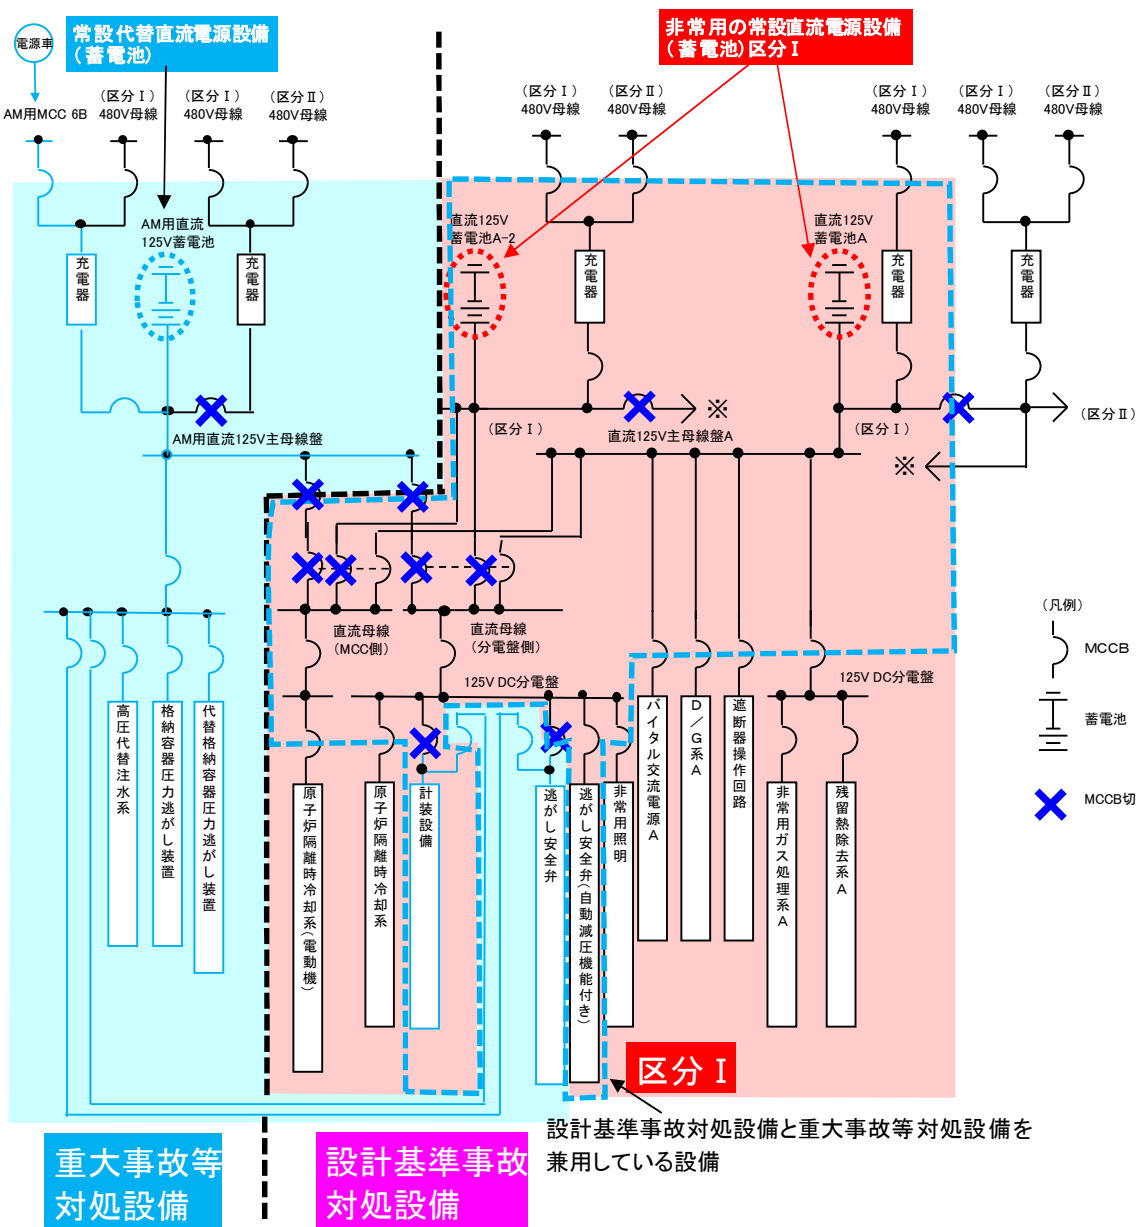 電源車
常設代替直流電源設備
(蓄電池)
非常用の常設直流電源設備
(蓄電池)区分Ⅰ
AM用MCC 6B
(区分Ⅰ)
480V母線
(区分Ⅰ)
480V母線
(区分Ⅱ)
480V母線
(区分Ⅰ)
480V母線
(区分Ⅱ)
480V母線
(区分Ⅰ)
480V母線
(区分Ⅰ)
480V母線
(区分Ⅱ)
480V母線
AM用直流
125V蓄電池
直流125V
蓄電池A-2
直流125V
蓄電池A
充電器
充電器
充電器
充電器
充電器
AM用直流125V主母線盤
(区分Ⅰ)
※
直流125V主母線盤A
(区分Ⅰ)
(区分Ⅱ)
※
直流母線
(MCC側)
直流母線
(分電盤側)
125V DC分電盤
125V DC分電盤
(凡例)
MCCB
蓄電池
MCCB切
高圧代替注水系
格納容器圧力逃がし装置
代替格納容器圧力逃がし装置
原子炉隔離時冷却系(電動機)
原子炉隔離時冷却系
計装設備
逃がし安全弁
逃がし安全弁(自動減圧機能付き)
非常用照明
バイタル交流電源A
D/G系A
遮断器操作回路
非常用ガス処理系A
残留熱除去系A
区分Ⅰ
設計基準事故対処設備と重大事故等対処設備を
兼用している設備
重大事故等
対処設備
設計基準事故
対処設備